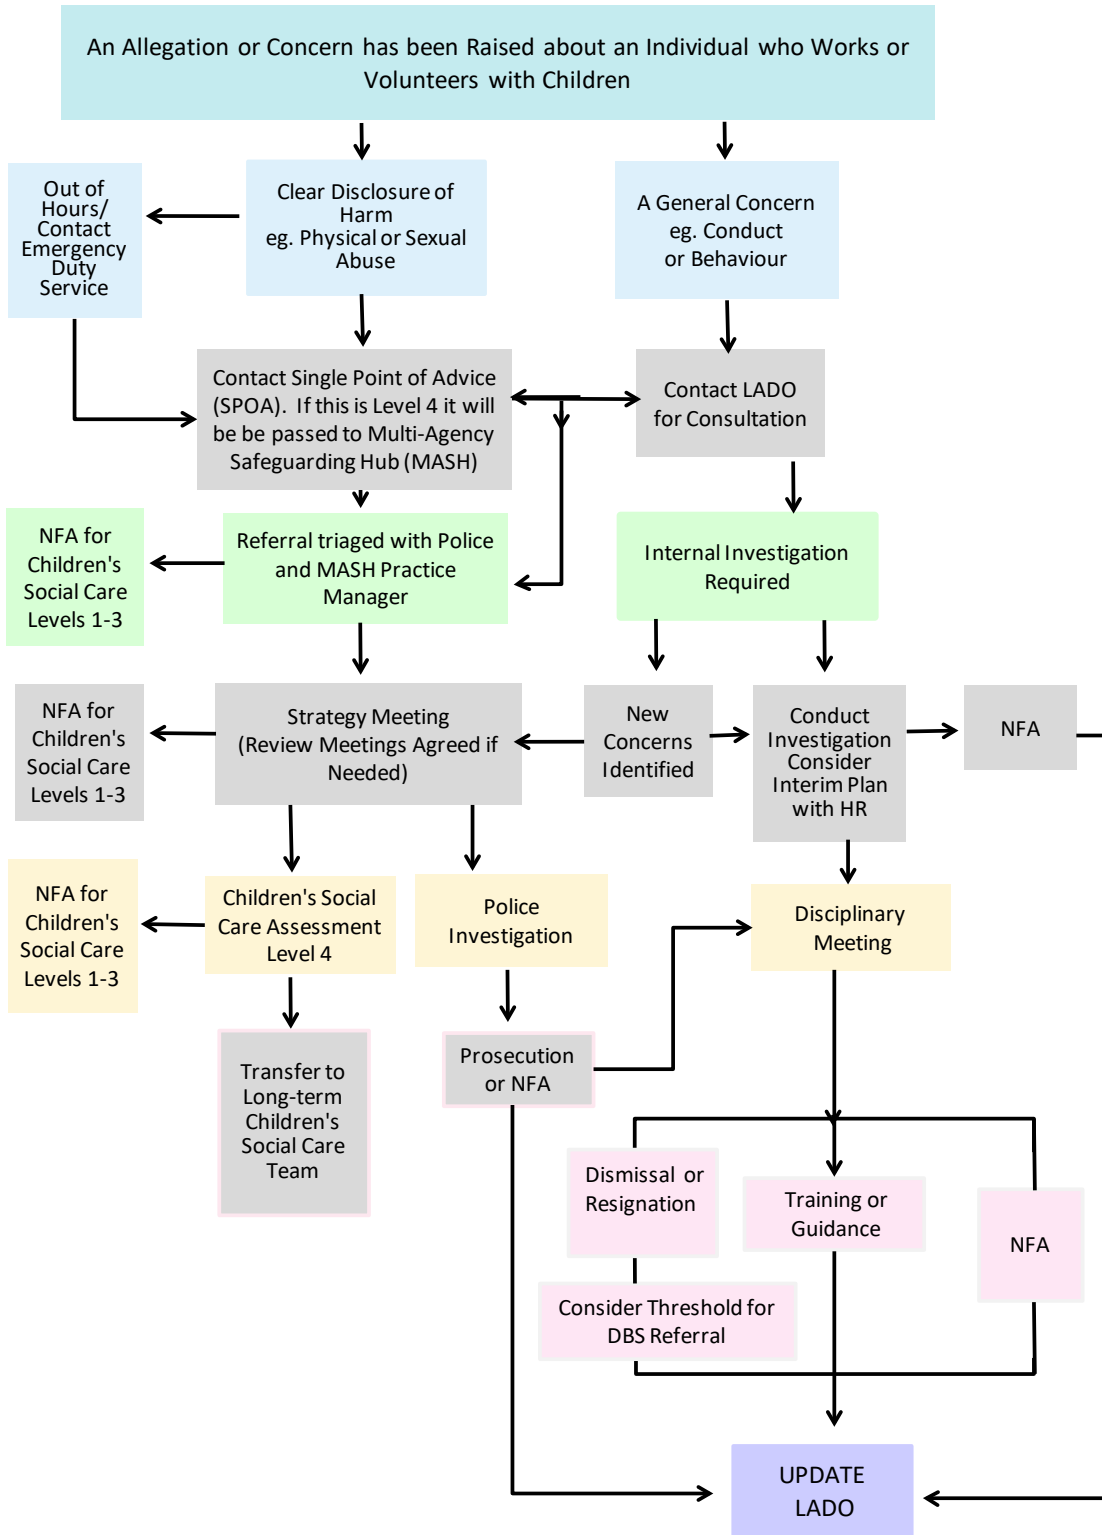 An Allegation or Concern has been Raised about an Individual who Works or
Volunteers with Children
Out of
Hours/
Contact
Emergency
Duty
Service
Clear Disclosure of
Harm
eg. Physical or Sexual
Abuse
A General Concern
eg. Conduct
or Behaviour
Contact Single Point of Advice
(SPOA). If this is Level 4 it will
be be passed to Multi-Agency
Safeguarding Hub (MASH)
Contact LADO
for Consultation
NFA for
Children's
Social Care
Levels 1-3
Referral triaged with Police
and MASH Practice
Manager
Internal Investigation
Required
NFA for
Children's
Social Care
Levels 1-3
Strategy Meeting
(Review Meetings Agreed if
Needed)
New
Concerns
Identified
Conduct
Investigation
Consider
Interim Plan
with HR
NFA
NFA for
Children's
Social Care
Levels 1-3
Children's Social
Care Assessment
Level 4
Police
Investigation
Disciplinary
Meeting
Transfer to
Long-term
Children's
Social Care
Team
Prosecution
or NFA
Dismissal or
Resignation
Training or
Guidance
NFA
Consider Threshold for
DBS Referral
UPDATE
LADO